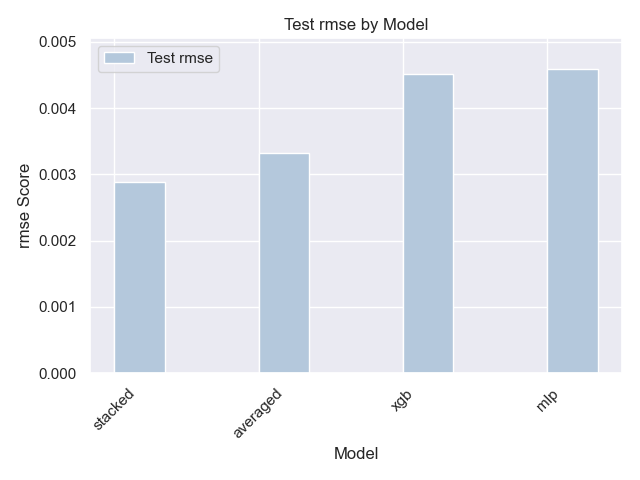 Test rmse by Model
Test rmse
rmse Score
0.005
0.004
0.003
0.002
0.001
0.000
stacked
averaged
xgb
mlp
Model